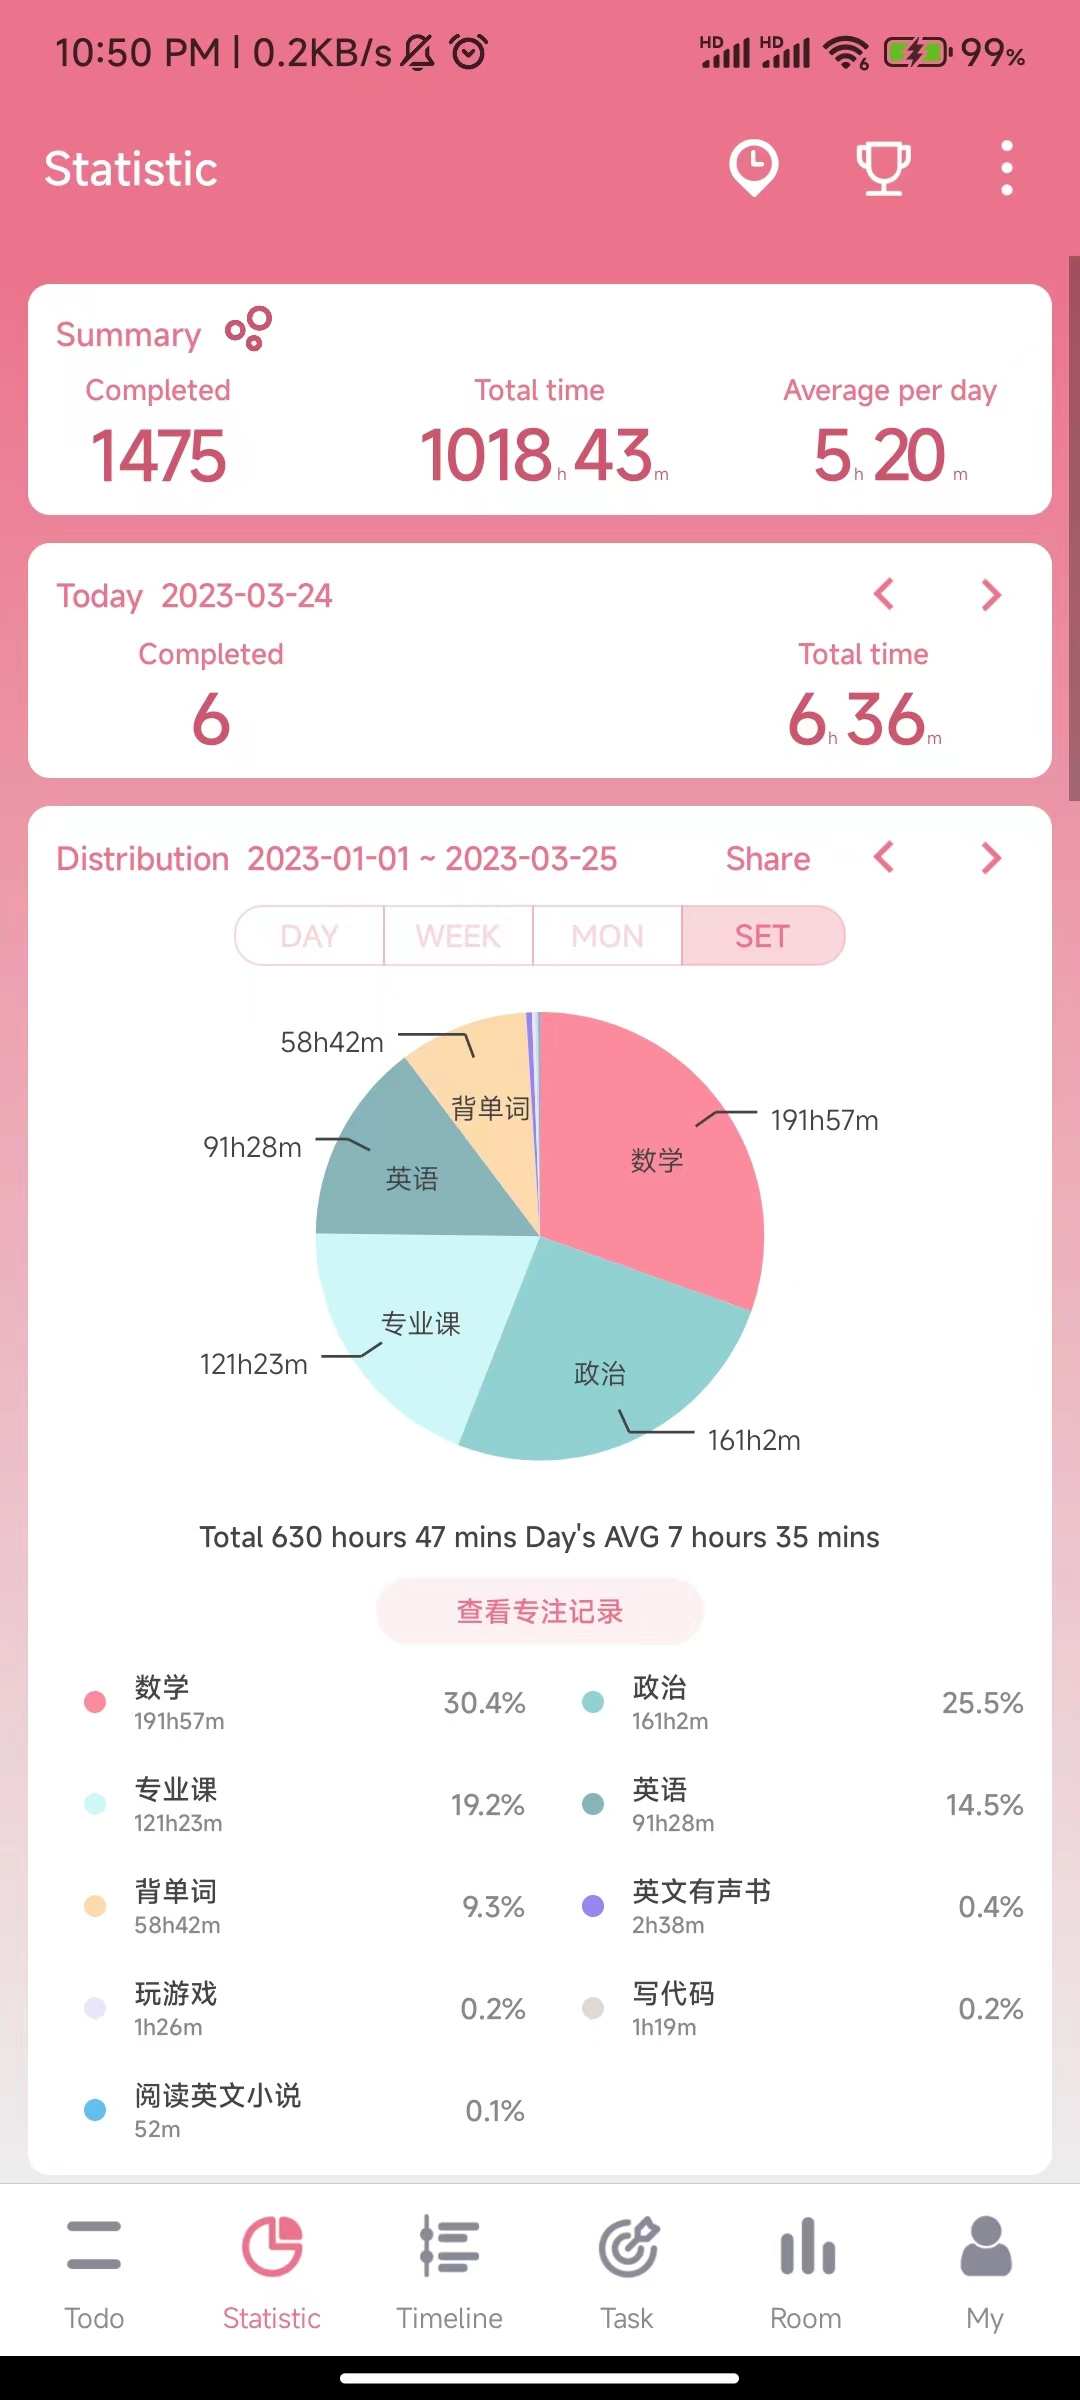 10:50 PM | 0.2KB/s HD HD 6 99%
Statistic
Summary
Completed Total time Average per day
1475 1018h43m 5h20m
Today 2023-03-24
Completed Total time
6 6h36m
Distribution 2023-01-01 ~ 2023-03-25 Share
DAY WEEK MON SET
58h42m
背单词
191h57m
91h28m
数学
英语
专业课
121h23m
政治
161h2m
Total 630 hours 47 mins Day's AVG 7 hours 35 mins
查看专注记录
数学 30.4% 政治 25.5%
191h57m 161h2m
专业课 19.2% 英语 14.5%
121h23m 91h28m
背单词 9.3% 英文有声书 0.4%
58h42m 2h38m
玩游戏 0.2% 写代码 0.2%
1h26m 1h19m
阅读英文小说 0.1%
52m
Todo Statistic Timeline Task Room My